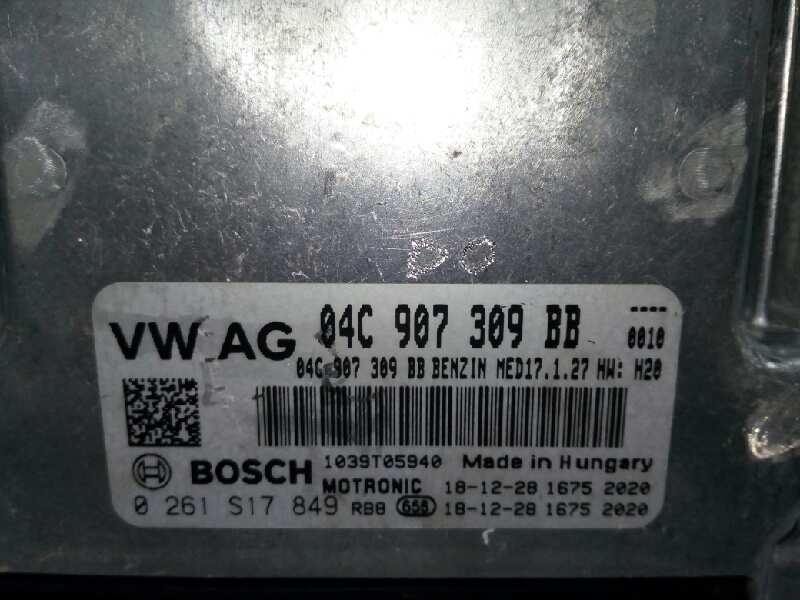 VW AG 04C 907 309 BB ----
0010
04C 907 309 BB BENZIN MED17.1.27 HW: H20
BOSCH 1039T05940 Made in Hungary
MOTRONIC 18-12-28 1675 2020
0 261 S17 849 RBB 658 18-12-28 1675 2020